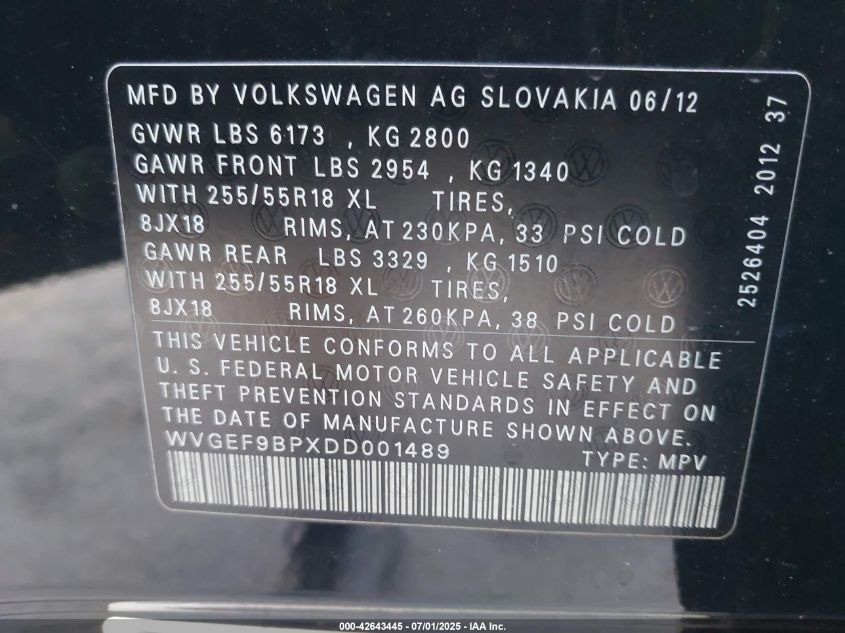 MFD BY VOLKSWAGEN AG SLOVAKIA 06/12
GVWR LBS 6173 , KG 2800
GAWR FRONT LBS 2954 , KG 1340
WITH 255/55R18 XL TIRES,
8JX18 RIMS, AT 230KPA, 33 PSI COLD
GAWR REAR LBS 3329 , KG 1510
WITH 255/55R18 XL TIRES,
8JX18 RIMS, AT 260KPA, 38 PSI COLD
THIS VEHICLE CONFORMS TO ALL APPLICABLE
U. S. FEDERAL MOTOR VEHICLE SAFETY AND
THEFT PREVENTION STANDARDS IN EFFECT ON
THE DATE OF MANUFACTURE SHOWN ABOVE.
WVGEF9BPXDD001489 TYPE: MPV
2526404 2012 37
000-42643445 - 07/01/2025 - IAA Inc.